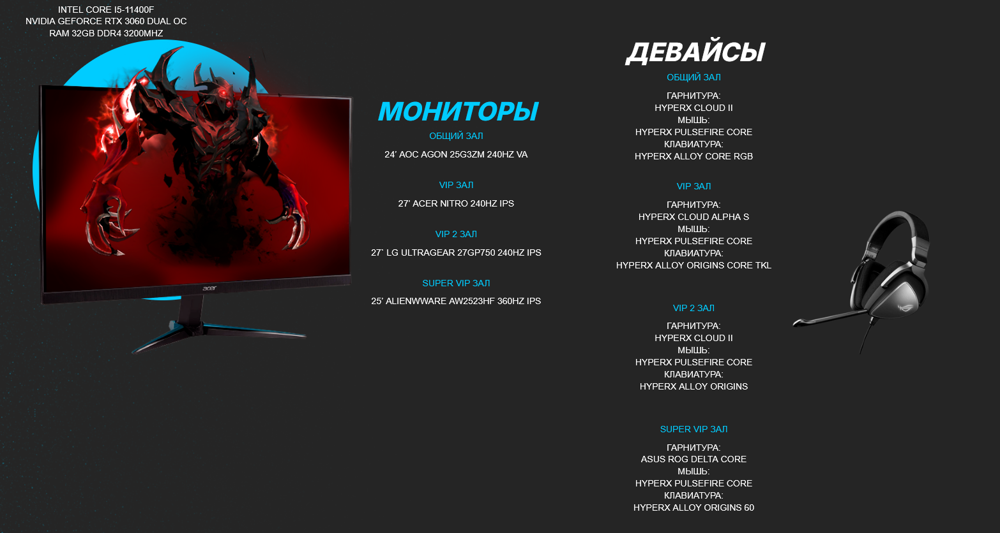 INTEL CORE I5-11400F
NVIDIA GEFORCE RTX 3060 DUAL OC
RAM 32GB DDR4 3200MHZ
acer
МОНИТОРЫ
ОБЩИЙ ЗАЛ
24’ AOC AGON 25G3ZM 240HZ VA
VIP ЗАЛ
27’ ACER NITRO 240HZ IPS
VIP 2 ЗАЛ
27` LG ULTRAGEAR 27GP750 240HZ IPS
SUPER VIP ЗАЛ
25’ ALIENWWARE AW2523HF 360HZ IPS
ДЕВАЙСЫ
ОБЩИЙ ЗАЛ
ГАРНИТУРА:
HYPERX CLOUD II
МЫШЬ:
HYPERX PULSEFIRE CORE
КЛАВИАТУРА:
HYPERX ALLOY CORE RGB
VIP ЗАЛ
ГАРНИТУРА:
HYPERX CLOUD ALPHA S
МЫШЬ:
HYPERX PULSEFIRE CORE
КЛАВИАТУРА:
HYPERX ALLOY ORIGINS CORE TKL
VIP 2 ЗАЛ
ГАРНИТУРА:
HYPERX CLOUD II
МЫШЬ:
HYPERX PULSEFIRE CORE
КЛАВИАТУРА:
HYPERX ALLOY ORIGINS
SUPER VIP ЗАЛ
ГАРНИТУРА:
ASUS ROG DELTA CORE
МЫШЬ:
HYPERX PULSEFIRE CORE
КЛАВИАТУРА:
HYPERX ALLOY ORIGINS 60